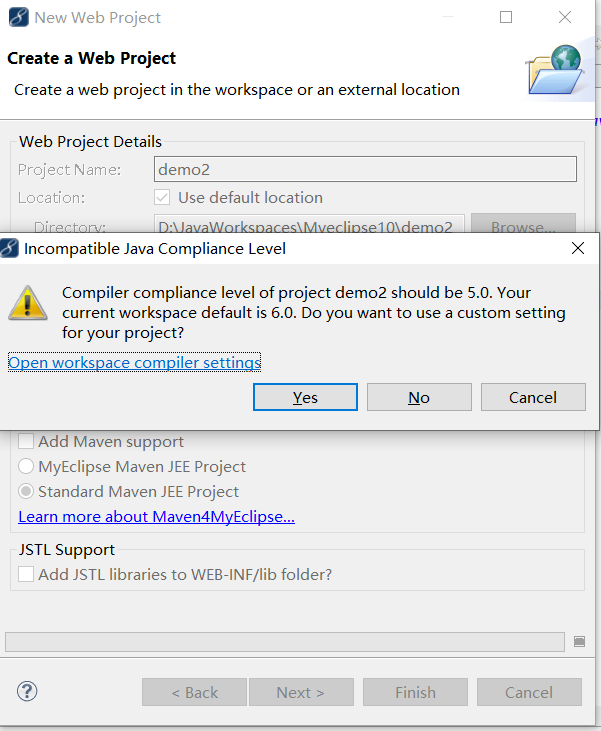 New Web Project
Create a Web Project
Create a web project in the workspace or an external location
Web Project Details
Project Name: demo2
Location: Use default location
Directory: D:\JavaWorkspaces\Myeclipse10\demo2 Browse...
Incompatible Java Compliance Level
Compiler compliance level of project demo2 should be 5.0. Your
current workspace default is 6.0. Do you want to use a custom setting
for your project?
Open workspace compiler settings
Yes No Cancel
Add Maven support
MyEclipse Maven JEE Project
Standard Maven JEE Project
Learn more about Maven4MyEclipse...
JSTL Support
Add JSTL libraries to WEB-INF/lib folder?
? < Back Next > Finish Cancel